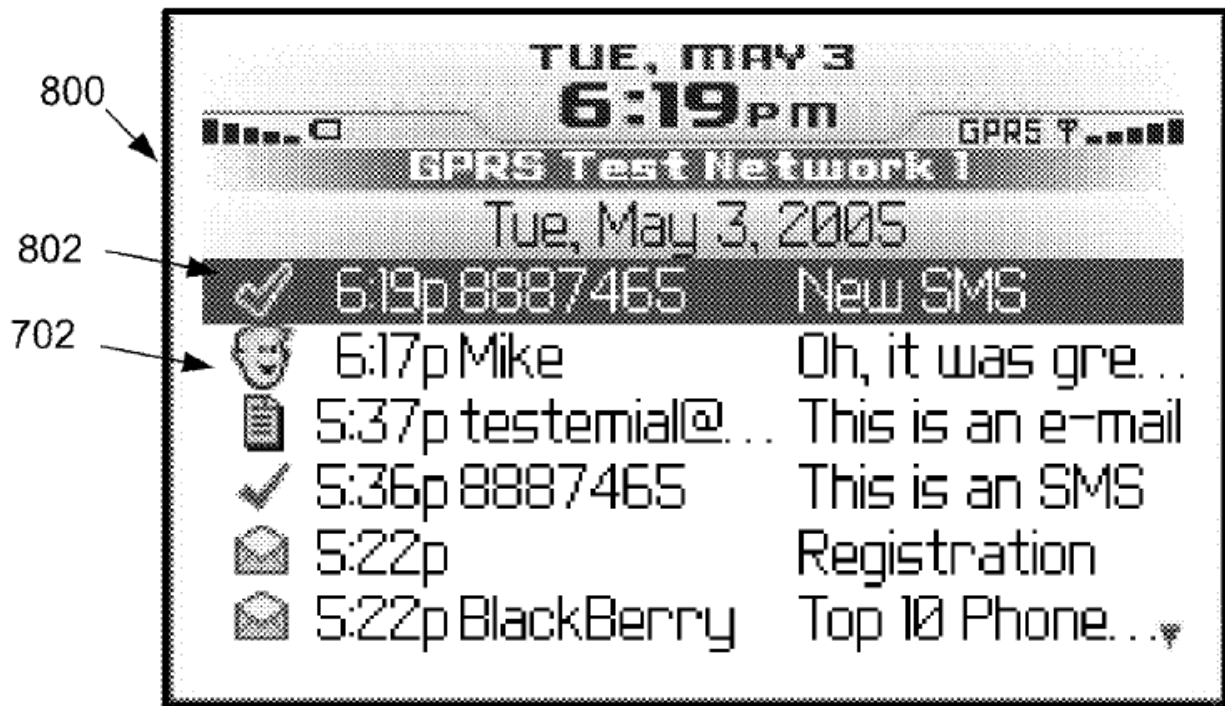 TUE, MAY 3
6:19pm
GPRS
GPRS Test Network 1
Tue, May 3, 2005
6:19p 8887465 New SMS
6:17p Mike Oh, it was gre...
5:37p testemial@... This is an e-mail
5:36p 8887465 This is an SMS
5:22p Registration
5:22p BlackBerry Top 10 Phone...
800
802
702